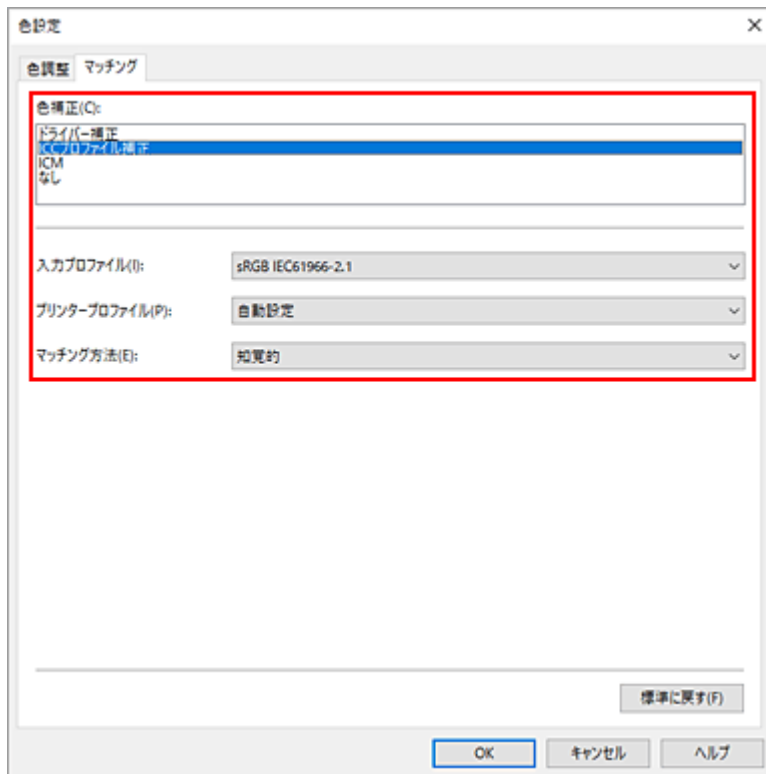 色設定
色調整 マッチング
色補正(C):
ドライバー補正
ICCプロファイル補正
ICM
なし
入力プロファイル(I): sRGB IEC61966-2.1
プリンタープロファイル(P): 自動設定
マッチング方法(E): 知覚的
標準に戻す(F)
OK キャンセル ヘルプ